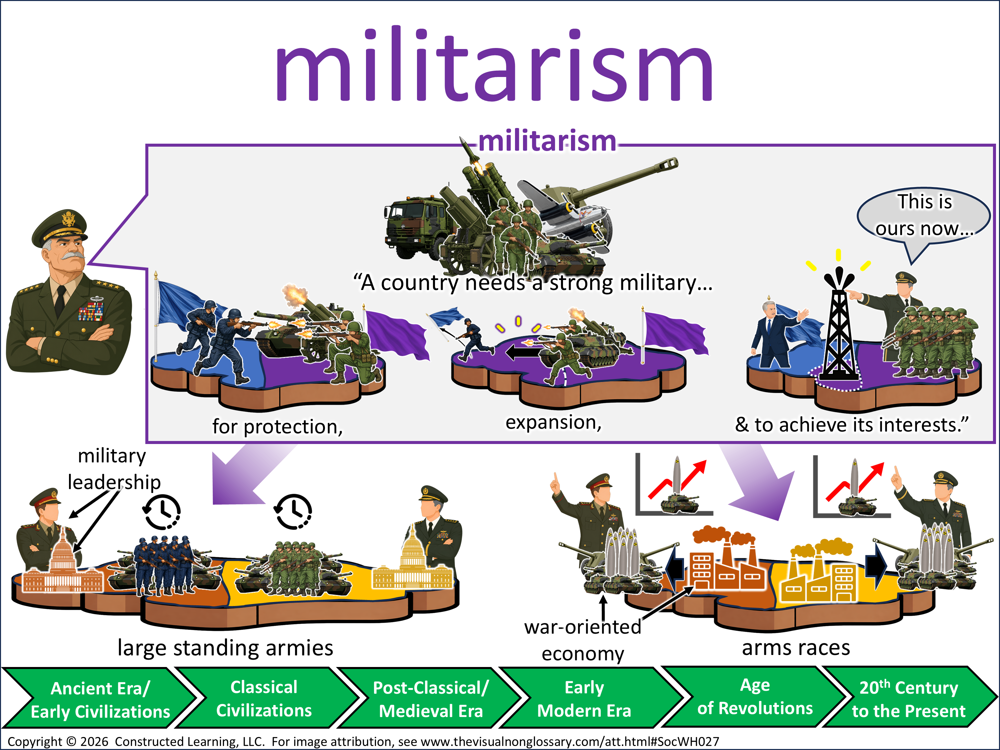 militarism
militarism
This is
ours now...
“A country needs a strong military...
for protection,
expansion,
& to achieve its interests.”
military
leadership
large standing armies
war-oriented
economy
arms races
Ancient Era/
Early Civilizations
Classical
Civilizations
Post-Classical/
Medieval Era
Early
Modern Era
Age
of Revolutions
20th Century
to the Present
Copyright © 2026  Constructed Learning, LLC.  For image attribution, see www.thevisualnonglossary.com/att.html#SocWH027